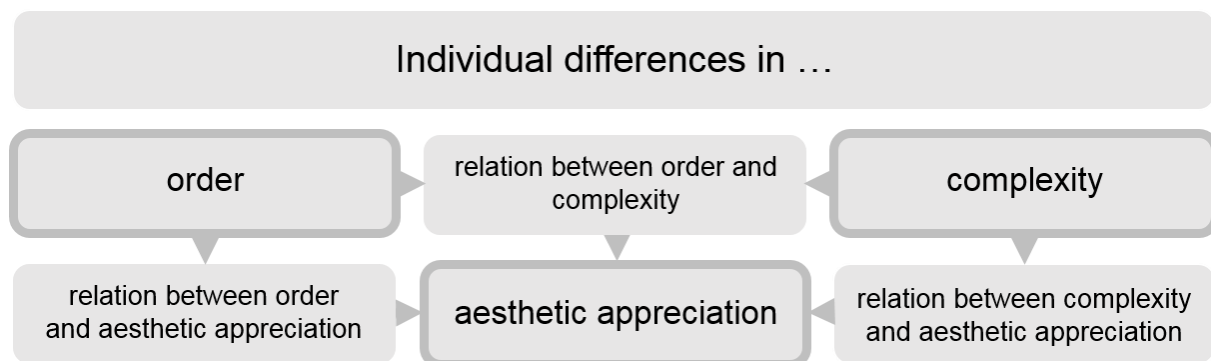 Individual differences in …
order
relation between order and
complexity
complexity
relation between order
and aesthetic appreciation
aesthetic appreciation
relation between complexity
and aesthetic appreciation